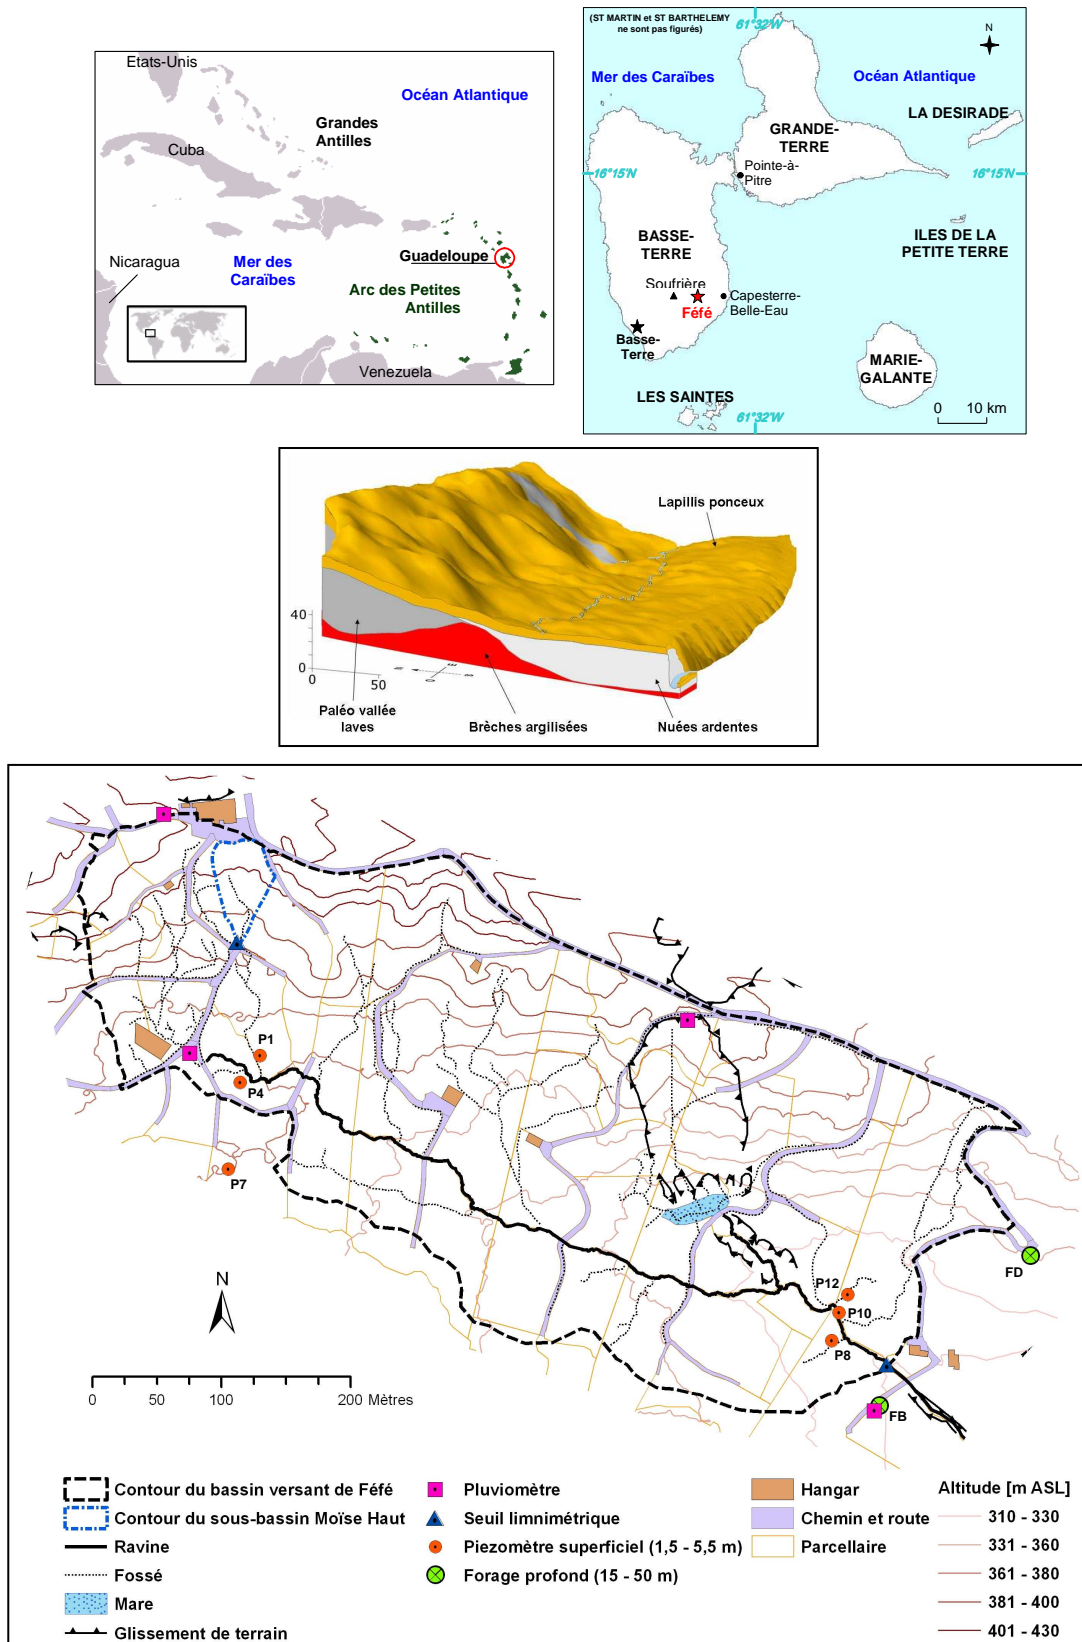 Etats-Unis
Océan Atlantique
Grandes
Antilles
Cuba
Guadeloupe
Nicaragua
Mer des
Caraïbes
Arc des Petites
Antilles
Venezuela
(ST MARTIN et ST BARTHELEMY
ne sont pas figurés)
61°32'W
N
Mer des Caraïbes
Océan Atlantique
LA DESIRADE
GRANDE-
TERRE
Pointe-à-
Pitre
16°15'N
16°15'N
BASSE-
TERRE
ILES DE LA
PETITE TERRE
Soufrière
Féfé
Capesterre-
Belle-Eau
Basse-
Terre
MARIE-
GALANTE
LES SAINTES
0 10 km
61°32'W
Lapillis ponceux
40
0
0
50
N
E
S
O
Paléo vallée
laves
Brèches argilisées
Nuées ardentes
P1
P4
P7
N
P12
P10
P8
FD
FB
0 50 100 200 Mètres
Contour du bassin versant de Féfé
Contour du sous-bassin Moïse Haut
Ravine
Fossé
Mare
Glissement de terrain
Pluviomètre
Seuil limnimétrique
Piezomètre superficiel (1,5 - 5,5 m)
Forage profond (15 - 50 m)
Hangar
Chemin et route
Parcellaire
Altitude [m ASL]
310 - 330
331 - 360
361 - 380
381 - 400
401 - 430